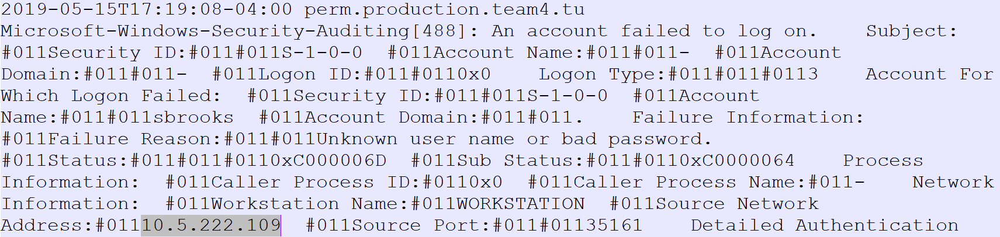 2019-05-15T17:19:08-04:00 perm.production.team4.tu
Microsoft-Windows-Security-Auditing[488]: An account failed to log on.    Subject:
#011Security ID:#011#011S-1-0-0  #011Account Name:#011#011-  #011Account
Domain:#011#011-  #011Logon ID:#011#0110x0    Logon Type:#011#011#0113    Account For
Which Logon Failed:  #011Security ID:#011#011S-1-0-0  #011Account
Name:#011#011sbrooks  #011Account Domain:#011#011.    Failure Information:
#011Failure Reason:#011#011Unknown user name or bad password.
#011Status:#011#011#0110xC000006D  #011Sub Status:#011#0110xC0000064    Process
Information:  #011Caller Process ID:#0110x0  #011Caller Process Name:#011-    Network
Information:  #011Workstation Name:#011WORKSTATION  #011Source Network
Address:#01110.5.222.109  #011Source Port:#011#01135161    Detailed Authentication